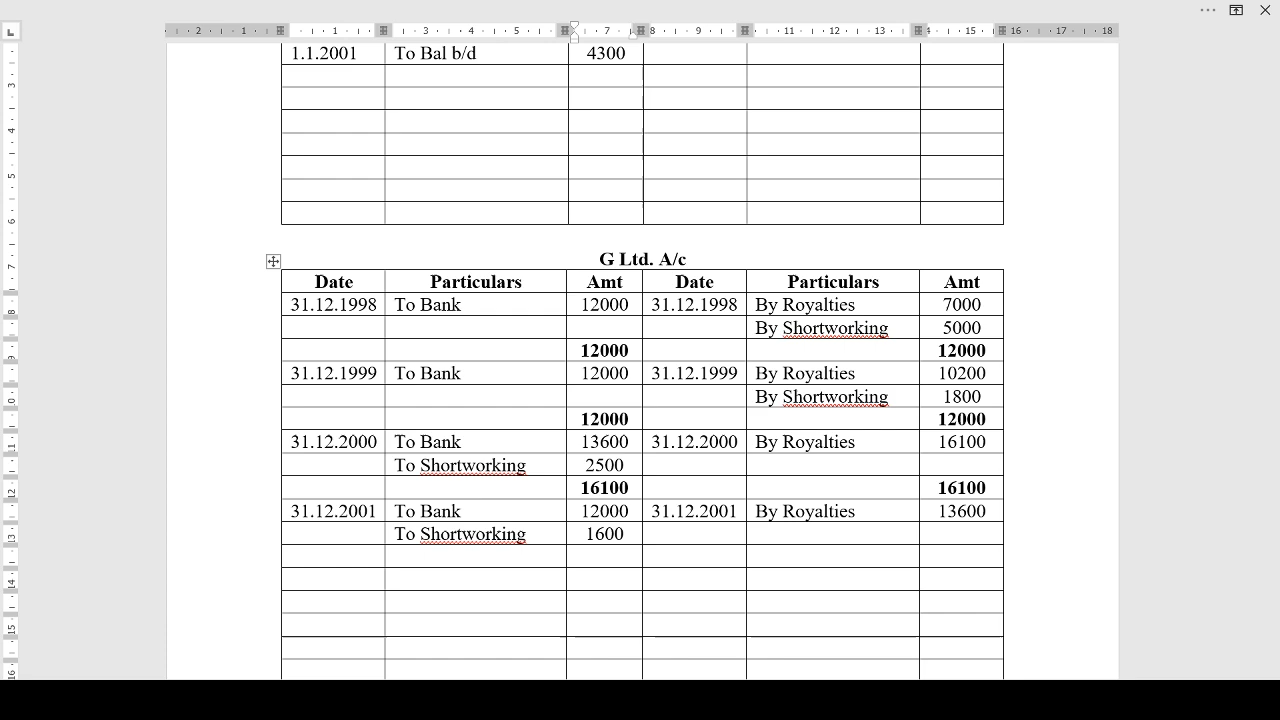 1.1.2001 To Bal b/d 4300
G Ltd. A/c
Date Particulars Amt Date Particulars Amt
31.12.1998 To Bank 12000 31.12.1998 By Royalties 7000
By Shortworking 5000
12000 12000
31.12.1999 To Bank 12000 31.12.1999 By Royalties 10200
By Shortworking 1800
12000 12000
31.12.2000 To Bank 13600 31.12.2000 By Royalties 16100
To Shortworking 2500
16100 16100
31.12.2001 To Bank 12000 31.12.2001 By Royalties 13600
To Shortworking 1600